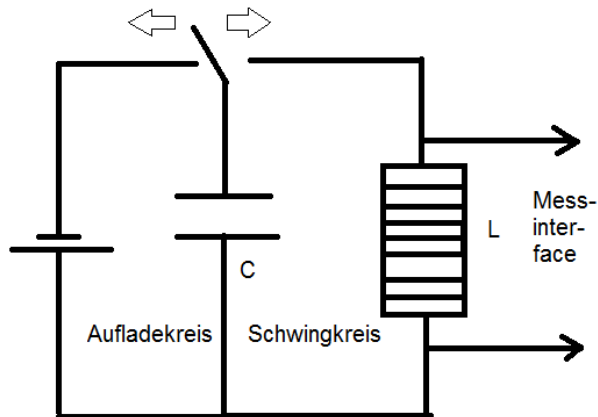 Mess-
inter-
face
L
C
Aufladekreis
Schwingkreis